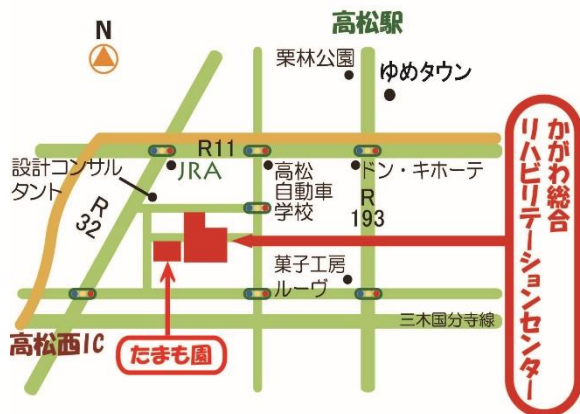 高松駅
N
栗林公園
ゆめタウン
R11
設計コンサル
タント
JRA
高松
自動車
学校
ドン・キホーテ
R
32
R
193
かがわ総合
リハビリテーションセンター
菓子工房
ルーヴ
三木国分寺線
高松西IC
たまも園